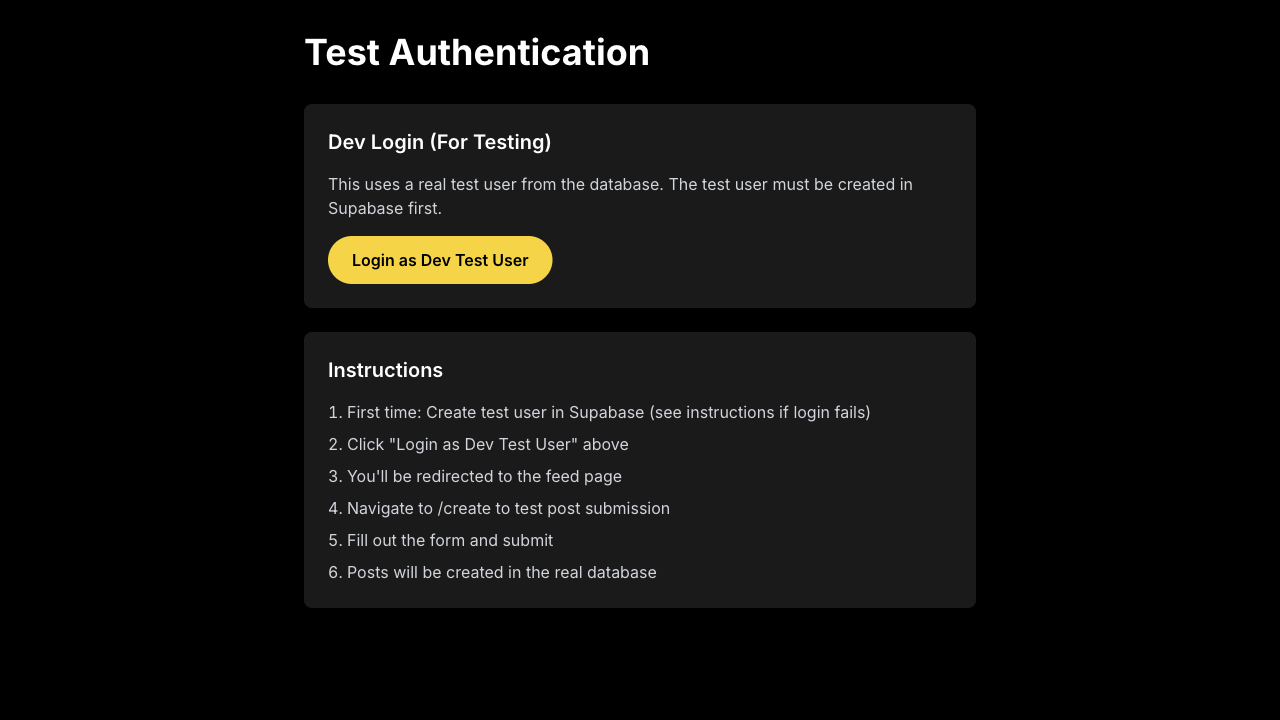 Test Authentication
Dev Login (For Testing)
This uses a real test user from the database. The test user must be created in
Supabase first.
Login as Dev Test User
Instructions
1. First time: Create test user in Supabase (see instructions if login fails)
2. Click "Login as Dev Test User" above
3. You'll be redirected to the feed page
4. Navigate to /create to test post submission
5. Fill out the form and submit
6. Posts will be created in the real database